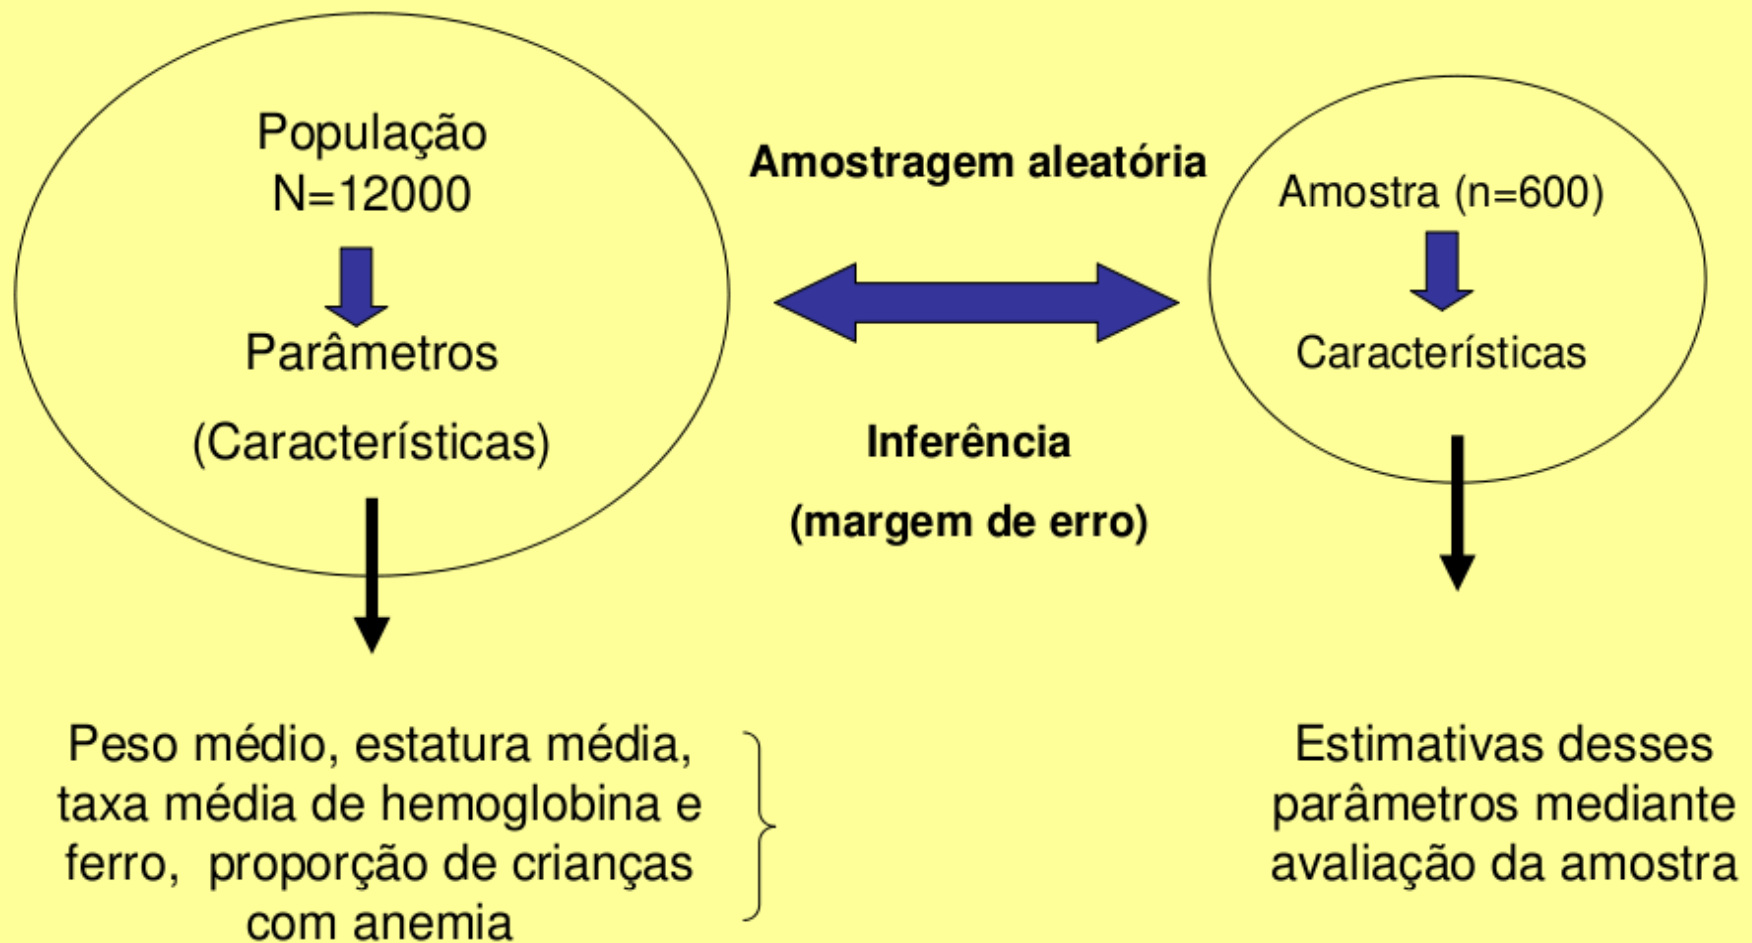 População
N=12000
Parâmetros
(Características)
Amostragem aleatória
Inferência
(margem de erro)
Amostra (n=600)
Características
Peso médio, estatura média,
taxa média de hemoglobina e
ferro, proporção de crianças
com anemia
Estimativas desses
parâmetros mediante
avaliação da amostra